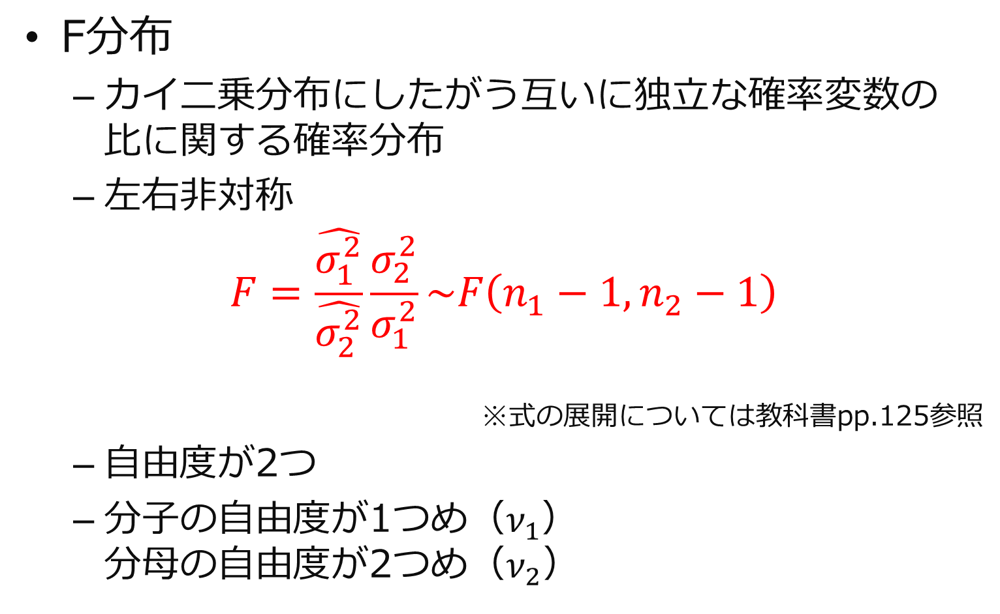 • F分布
– カイ二乗分布にしたがう互いに独立な確率変数の
比に関する確率分布
– 左右非対称
$F = \frac{\widehat{\sigma_1^2}}{\widehat{\sigma_2^2}} \frac{\sigma_2^2}{\sigma_1^2} \sim F(n_1 - 1, n_2 - 1)$
※式の展開については教科書pp.125参照
– 自由度が2つ
– 分子の自由度が1つめ（ν₁）
分母の自由度が2つめ（ν₂）